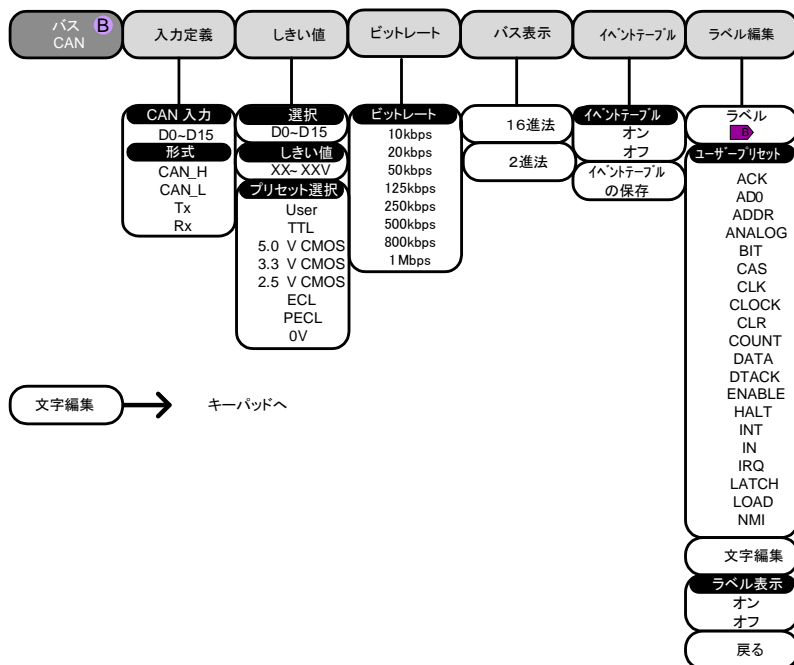 バス B
CAN
入力定義
しきい値
ビットレート
バス表示
イベントテーブル
ラベル編集
CAN 入力
D0~D15
形式
CAN_H
CAN_L
Tx
Rx
選択
D0~D15
しきい値
XX~ XXV
プリセット選択
User
TTL
5.0 V CMOS
3.3 V CMOS
2.5 V CMOS
ECL
PECL
0V
ビットレート
10kbps
20kbps
50kbps
125kbps
250kbps
500kbps
800kbps
1Mbps
16進法
2進法
イベントテーブル
オン
オフ
イベントテーブル
の保存
ラベル
B
ユーザープリセット
ACK
AD0
ADDR
ANALOG
BIT
CAS
CLK
CLOCK
CLR
COUNT
DATA
DTACK
ENABLE
HALT
INT
IN
IRQ
LATCH
LOAD
NMI
文字編集
ラベル表示
オン
オフ
戻る
文字編集
キーパッドへ